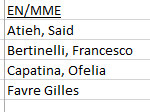 EN/MME
Atieh, Said
Bertinelli, Francesco
Capatina, Ofelia
Favre Gilles